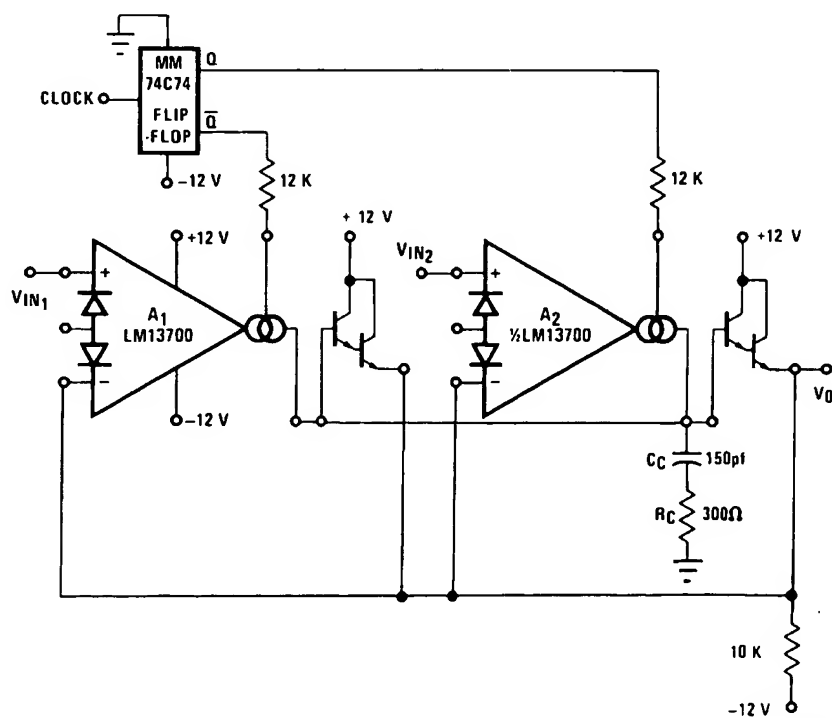 MM
74C74
FLIP
-FLOP
CLOCK
Q
Q̅
-12 V
12 K
12 K
+12 V
+ 12 V
+12 V
VIN1
+
-
A1
LM13700
-12 V
VIN2
+
-
A2
½LM13700
VO
CC 150pf
RC 300Ω
10 K
-12 V